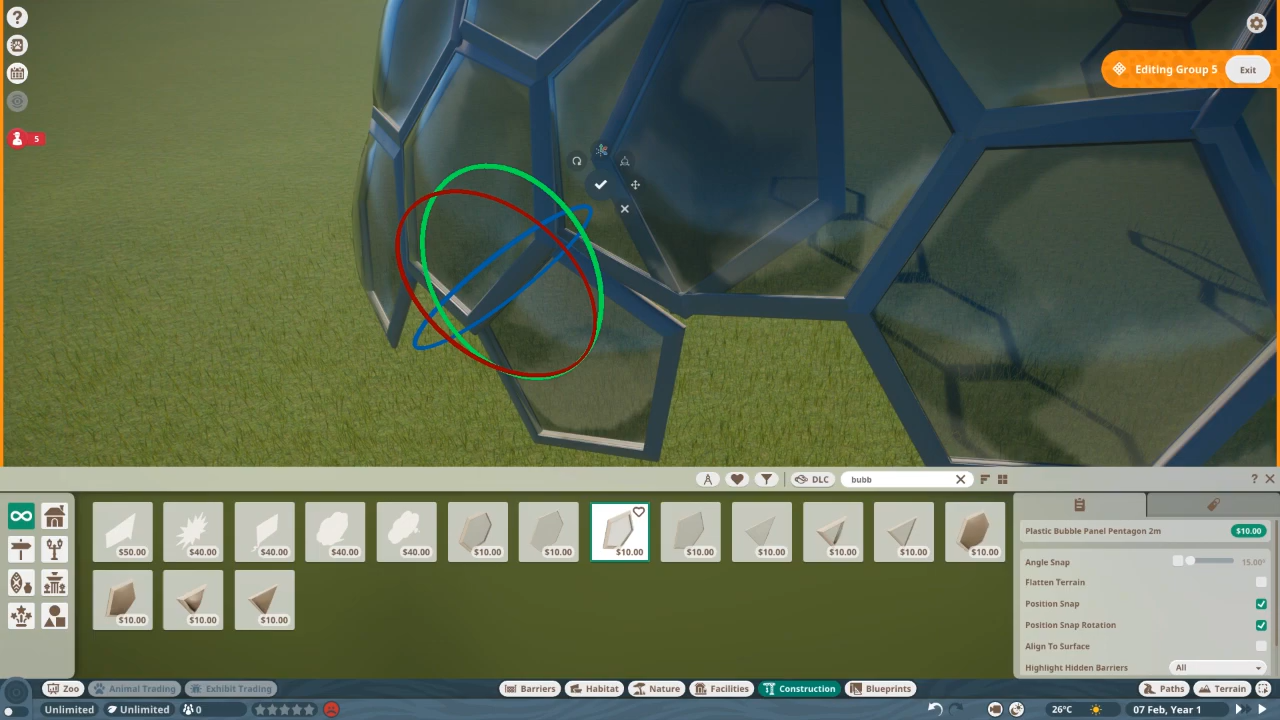 ?
Editing Group 5
Exit
5
DLC
bubb
?
$50.00
$40.00
$40.00
$40.00
$40.00
$10.00
$10.00
$10.00
$10.00
$10.00
$10.00
$10.00
$10.00
$10.00
$10.00
$10.00
Plastic Bubble Panel Pentagon 2m
$10.00
Angle Snap
15.00°
Flatten Terrain
Position Snap
Position Snap Rotation
Align To Surface
Highlight Hidden Barriers
All
Zoo
Animal Trading
Exhibit Trading
Barriers
Habitat
Nature
Facilities
Construction
Blueprints
Paths
Terrain
Unlimited
Unlimited
0
26°C
07 Feb, Year 1